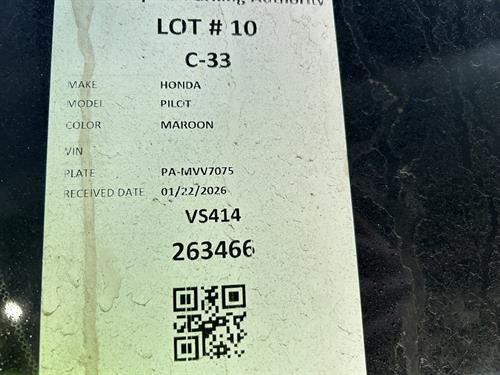 Authority
LOT # 10
C-33
MAKE HONDA
MODEL PILOT
COLOR MAROON
VIN
PLATE PA-MVV7075
RECEIVED DATE 01/22/2026
VS414
263466